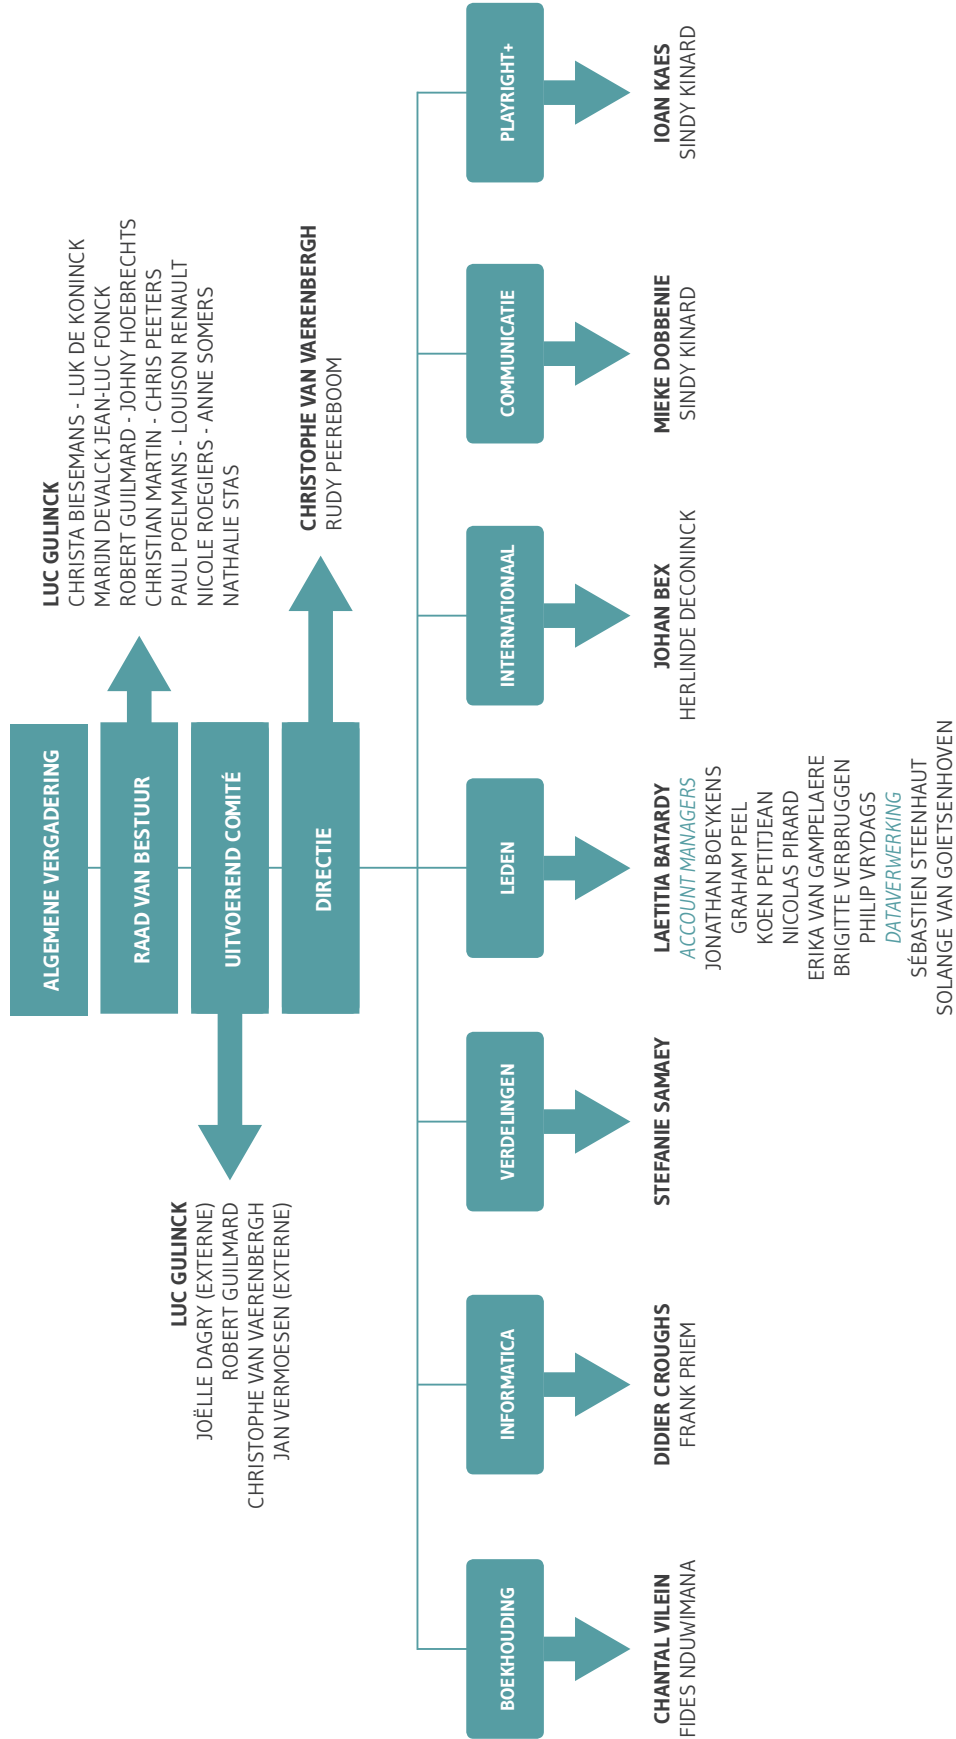 ALGEMENE VERGADERING
RAAD VAN BESTUUR
LUC GULINCK
CHRISTA BIESEMANS - LUK DE KONINCK
MARIJN DEVALCK JEAN-LUC FONCK
ROBERT GUILMARD - JOHNY HOEBRECHTS
CHRISTIAN MARTIN - CHRIS PEETERS
PAUL POELMANS - LOUISON RENAULT
NICOLE ROEGIERS - ANNE SOMERS
NATHALIE STAS
UITVOEREND COMITÉ
LUC GULINCK
JOËLLE DAGRY (EXTERNE)
ROBERT GUILMARD
CHRISTOPHE VAN VAERENBERGH
JAN VERMOESEN (EXTERNE)
DIRECTIE
CHRISTOPHE VAN VAERENBERGH
RUDY PEEREBOOM
BOEKHOUDING
CHANTAL VILEIN
FIDES NDUWIMANA
INFORMATICA
DIDIER CROUGHS
FRANK PRIEM
VERDELINGEN
STEFANIE SAMAEY
LEDEN
LAETITIA BATARDY
ACCOUNT MANAGERS
JONATHAN BOEYKENS
GRAHAM PEEL
KOEN PETITJEAN
NICOLAS PIRARD
ERIKA VAN GAMPELAERE
BRIGITTE VERBRUGGEN
PHILIP VRYDAGS
DATAVERWERKING
SÉBASTIEN STEENHAUT
SOLANGE VAN GOIETSENHOVEN
INTERNATIONAAL
JOHAN BEX
HERLINDE DECONINCK
COMMUNICATIE
MIEKE DOBBENIE
SINDY KINARD
PLAYRIGHT+
IOAN KAES
SINDY KINARD